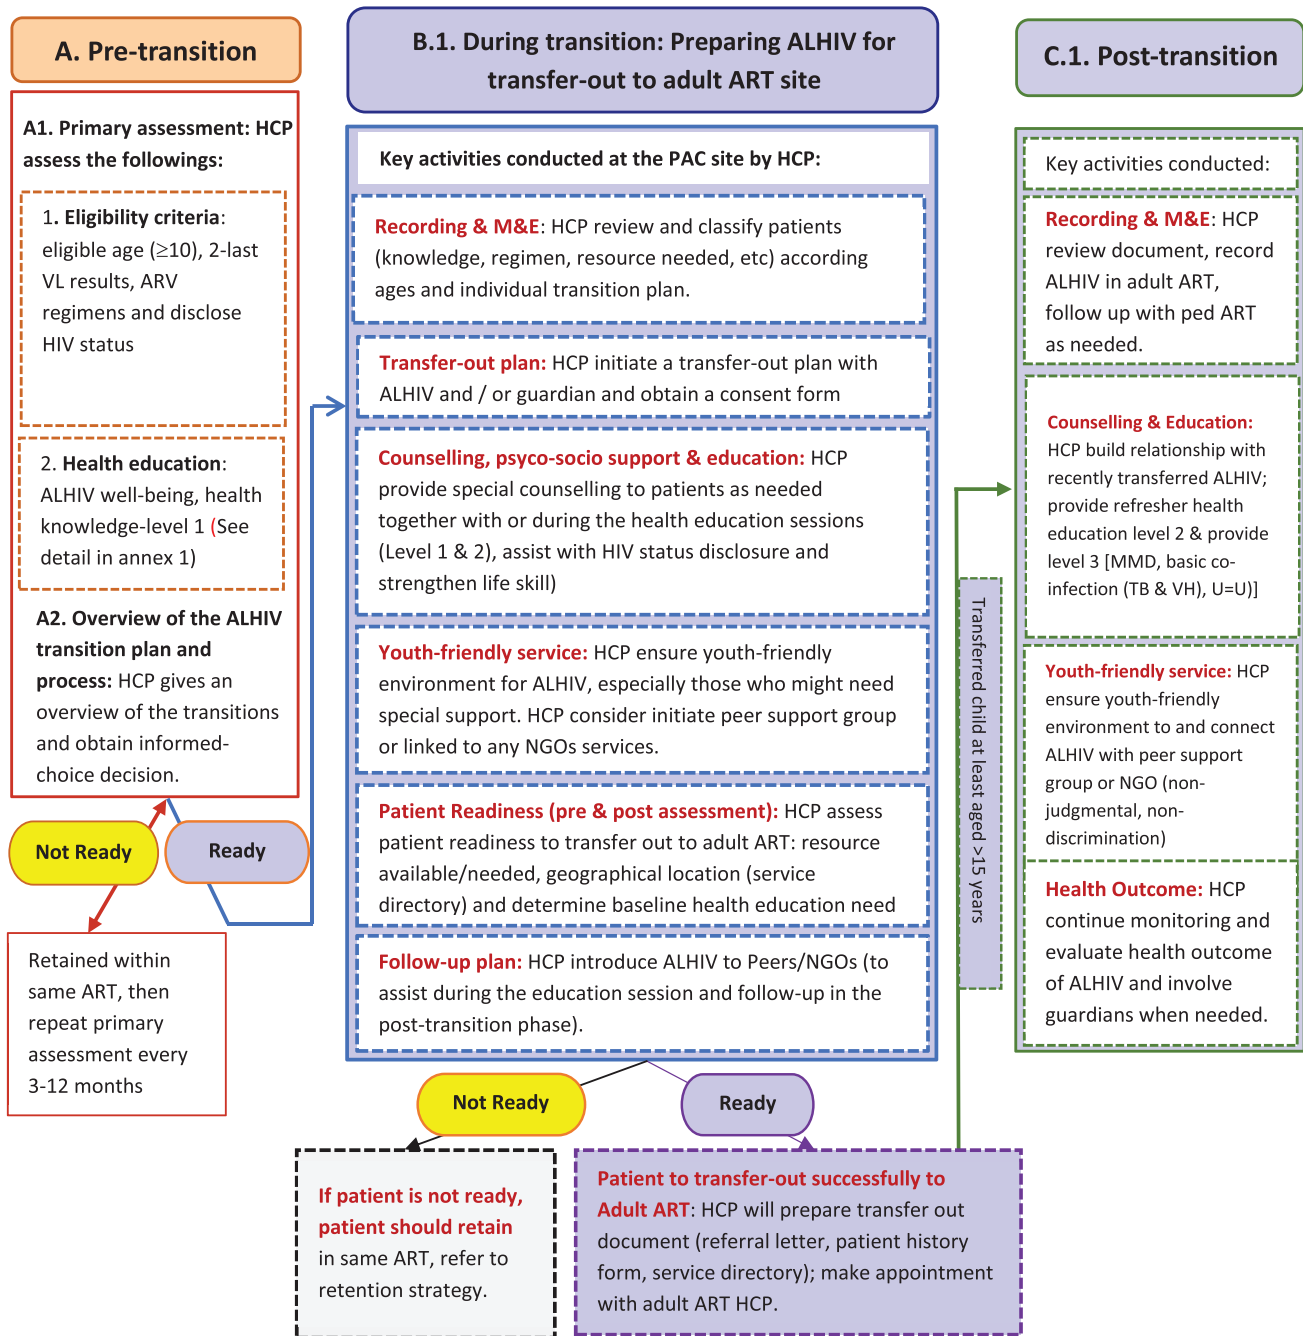 A. Pre-transition
A1. Primary assessment: HCP
assess the followings:
1. Eligibility criteria:
eligible age (≥10), 2-last
VL results, ARV
regimens and disclose
HIV status
2. Health education:
ALHIV well-being, health
knowledge-level 1 (See
detail in annex 1)
A2. Overview of the ALHIV
transition plan and
process: HCP gives an
overview of the transitions
and obtain informed-
choice decision.
Not Ready
Ready
Retained within
same ART, then
repeat primary
assessment every
3-12 months
B.1. During transition: Preparing ALHIV for
transfer-out to adult ART site
Key activities conducted at the PAC site by HCP:
Recording & M&E: HCP review and classify patients
(knowledge, regimen, resource needed, etc) according
ages and individual transition plan.
Transfer-out plan: HCP initiate a transfer-out plan with
ALHIV and / or guardian and obtain a consent form
Counselling, psyco-socio support & education: HCP
provide special counselling to patients as needed
together with or during the health education sessions
(Level 1 & 2), assist with HIV status disclosure and
strengthen life skill)
Youth-friendly service: HCP ensure youth-friendly
environment for ALHIV, especially those who might need
special support. HCP consider initiate peer support group
or linked to any NGOs services.
Patient Readiness (pre & post assessment): HCP assess
patient readiness to transfer out to adult ART: resource
available/needed, geographical location (service
directory) and determine baseline health education need
Follow-up plan: HCP introduce ALHIV to Peers/NGOs (to
assist during the education session and follow-up in the
post-transition phase).
Not Ready
Ready
If patient is not ready,
patient should retain
in same ART, refer to
retention strategy.
Patient to transfer-out successfully to
Adult ART: HCP will prepare transfer out
document (referral letter, patient history
form, service directory); make appointment
with adult ART HCP.
Transferred child at least aged >15 years
C.1. Post-transition
Key activities conducted:
Recording & M&E: HCP
review document, record
ALHIV in adult ART,
follow up with ped ART
as needed.
Counselling & Education:
HCP build relationship with
recently transferred ALHIV;
provide refresher health
education level 2 & provide
level 3 [MMD, basic co-
infection (TB & VH), U=U)]
Youth-friendly service: HCP
ensure youth-friendly
environment to and connect
ALHIV with peer support
group or NGO (non-
judgmental, non-
discrimination)
Health Outcome: HCP
continue monitoring and
evaluate health outcome
of ALHIV and involve
guardians when needed.